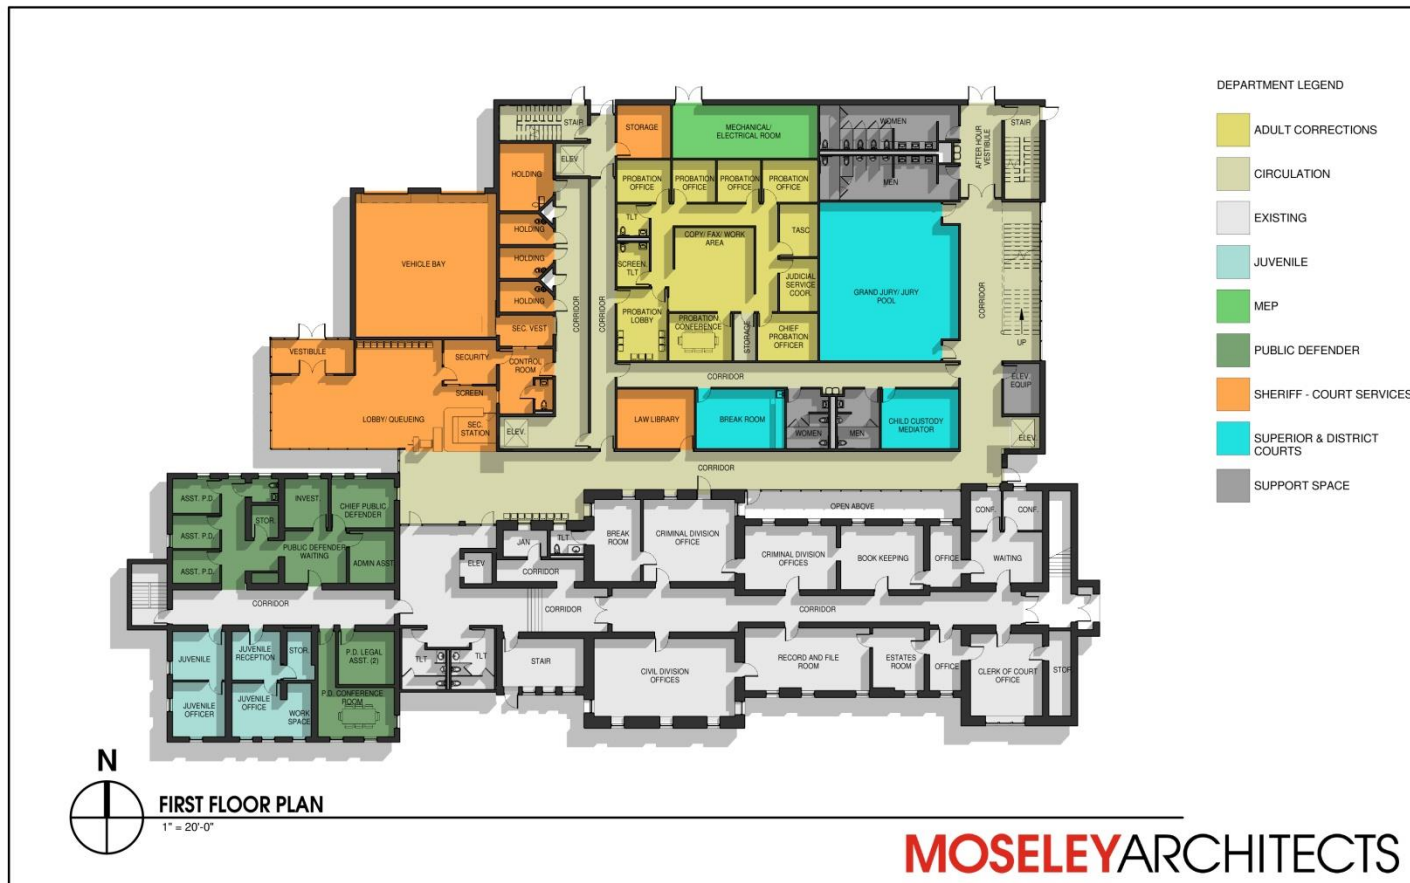 DEPARTMENT LEGEND
ADULT CORRECTIONS
CIRCULATION
EXISTING
JUVENILE
MEP
PUBLIC DEFENDER
SHERIFF - COURT SERVICES
SUPERIOR & DISTRICT
COURTS
SUPPORT SPACE
STAIR
STORAGE
MECHANICAL/
ELECTRICAL ROOM
WOMEN
AFTER HOUR
VESTIBULE
STAIR
ELEV
HOLDING
PROBATION
OFFICE
PROBATION
OFFICE
PROBATION
OFFICE
PROBATION
OFFICE
MEN
TLT
TASC
HOLDING
COPY/ FAX/ WORK
AREA
VEHICLE BAY
HOLDING
SCREEN.
TLT
JUDICIAL
SERVICE
COOR.
GRAND JURY/ JURY
POOL
HOLDING
CORRIDOR
CORRIDOR
CORRIDOR
PROBATION
LOBBY
PROBATION
CONFERENCE
STORAGE
CHIEF
PROBATION
OFFICER
UP
SEC. VEST
VESTIBULE
SECURITY
CONTROL
ROOM
CORRIDOR
ELEV
EQUIP
SCREEN
LOBBY/ QUEUEING
SEC.
STATION
ELEV
LAW LIBRARY
BREAK ROOM
WOMEN
MEN
CHILD CUSTODY
MEDIATOR
ELEV
CORRIDOR
ASST. P.D.
INVEST.
CHIEF PUBLIC
DEFENDER
STOR.
ASST. P.D.
PUBLIC DEFENDER
WAITING
ASST. P.D.
ADMIN ASST
OPEN ABOVE
JAN
TLT
BREAK
ROOM
CRIMINAL DIVISION
OFFICE
CRIMINAL DIVISION
OFFICES
BOOK KEEPING
OFFICE
CONF.
CONF.
WAITING
ELEV
CORRIDOR
CORRIDOR
CORRIDOR
CORRIDOR
JUVENILE
JUVENILE
RECEPTION
STOR.
P.D. LEGAL
ASST. (2)
TLT
TLT
STAIR
CIVIL DIVISION
OFFICES
RECORD AND FILE
ROOM
ESTATES
ROOM
OFFICE
CLERK OF COURT
OFFICE
STOR
JUVENILE
OFFICER
JUVENILE
OFFICE
WORK
SPACE
P.D. CONFERENCE
ROOM
N
FIRST FLOOR PLAN
1" = 20'-0"
MOSELEYARCHITECTS